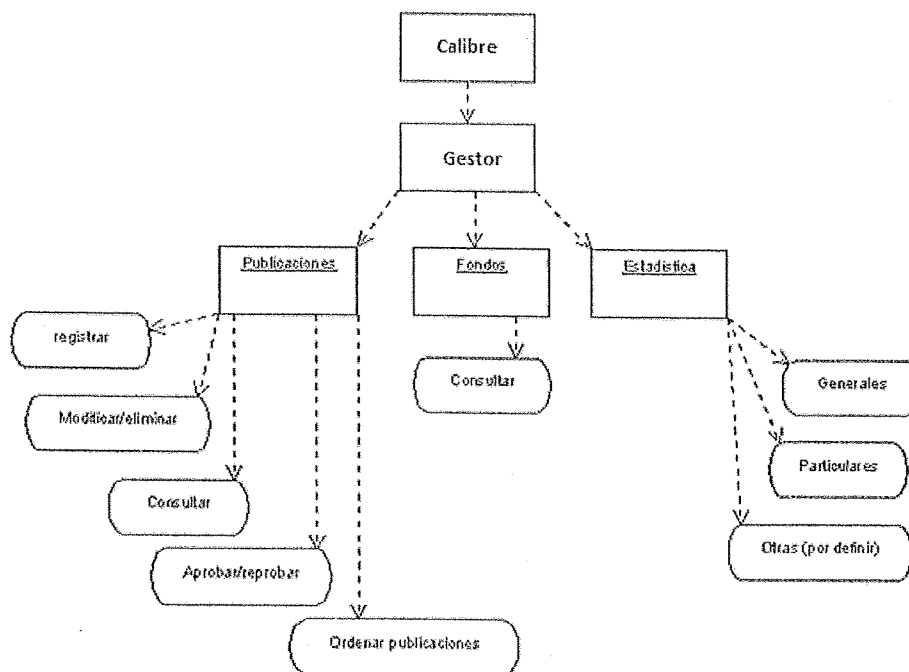 Calibre
Gestor
Publicaciones
Fondos
Estadística
registrar
Consultar
Generales
Modificar/eliminar
Particulares
Consultar
Otras (por definir)
Aprobar/reprobar
Ordenar publicaciones